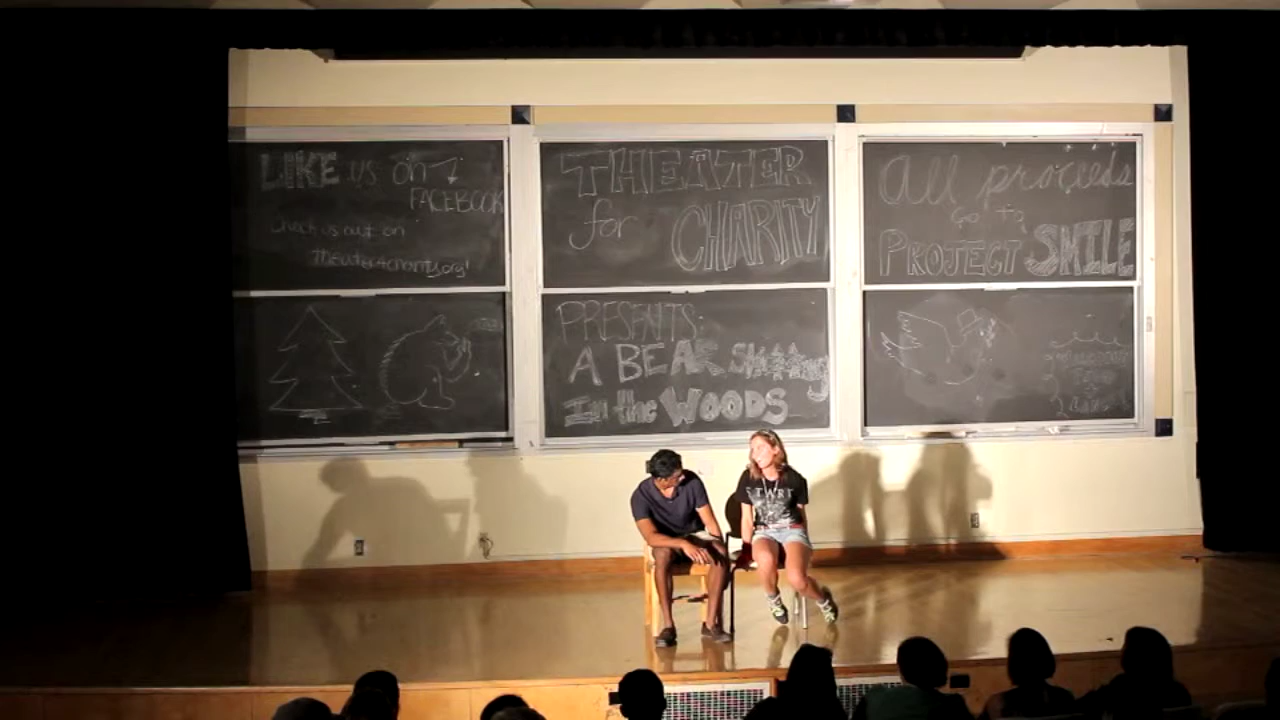 LIKE us on
FACEBOOK
Check us out on
theater4charity.org!
THEATER
for CHARITY
PRESENTS:
A BEAR Shitting
In the WOODS
All proceeds
Go to
PROJECT SMILE